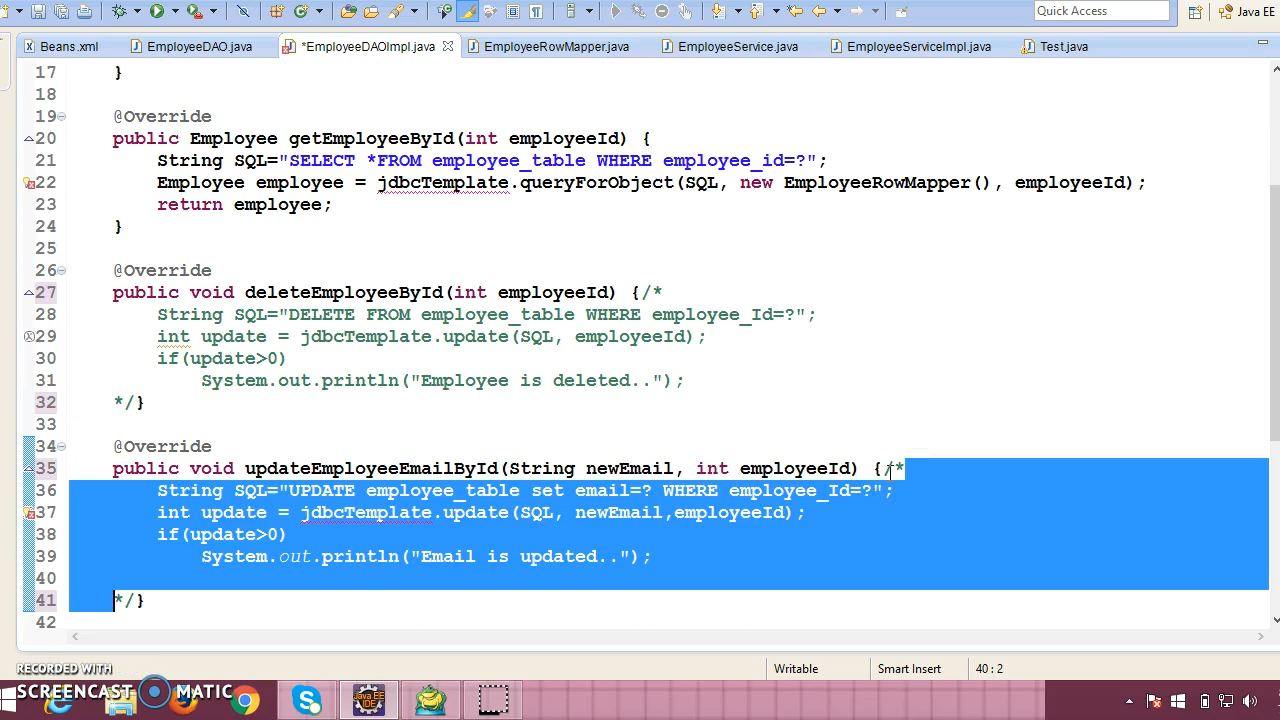 Quick Access
Java EE
Beans.xml
EmployeeDAO.java
*EmployeeDAOImpl.java
EmployeeRowMapper.java
EmployeeService.java
EmployeeServiceImpl.java
Test.java
17 }
18
19 @Override
20 public Employee getEmployeeById(int employeeId) {
21 String SQL="SELECT *FROM employee_table WHERE employee_id=?";
22 Employee employee = jdbcTemplate.queryForObject(SQL, new EmployeeRowMapper(), employeeId);
23 return employee;
24 }
25
26 @Override
27 public void deleteEmployeeById(int employeeId) {/*
28 String SQL="DELETE FROM employee_table WHERE employee_Id=?";
29 int update = jdbcTemplate.update(SQL, employeeId);
30 if(update>0)
31 System.out.println("Employee is deleted..");
32 */}
33
34 @Override
35 public void updateEmployeeEmailById(String newEmail, int employeeId) {/*
36 String SQL="UPDATE employee_table set email=? WHERE employee_Id=?";
37 int update = jdbcTemplate.update(SQL, newEmail,employeeId);
38 if(update>0)
39 System.out.println("Email is updated..");
40
41 */}
42
Writable
Smart Insert
40 : 2
RECORDED WITH
SCREENCAST MATIC
Java EE
IDE